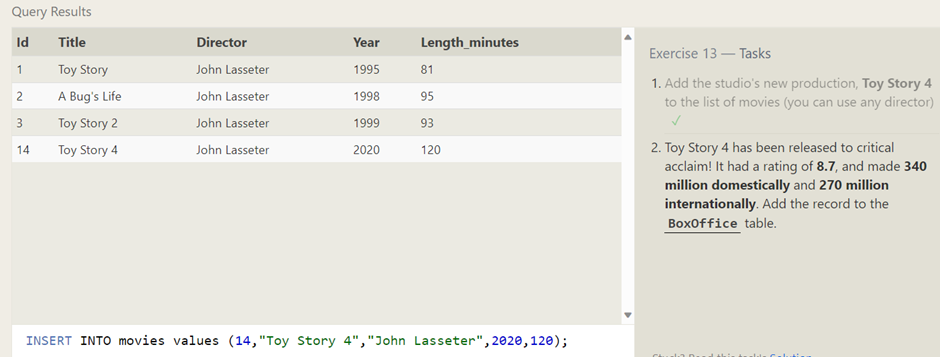 Query Results
Id Title Director Year Length_minutes
1 Toy Story John Lasseter 1995 81
2 A Bug's Life John Lasseter 1998 95
3 Toy Story 2 John Lasseter 1999 93
14 Toy Story 4 John Lasseter 2020 120
INSERT INTO movies values (14,"Toy Story 4","John Lasseter",2020,120);
Exercise 13 — Tasks
1. Add the studio's new production, Toy Story 4
to the list of movies (you can use any director)
✓
2. Toy Story 4 has been released to critical
acclaim! It had a rating of 8.7, and made 340
million domestically and 270 million
internationally. Add the record to the
BoxOffice table.
Stuck? Read this task's Solution